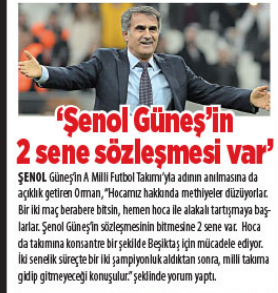 ‘Şenol Güneş’in
2 sene sözleşmesi var’
ŞENOL Güneş’in A Milli Futbol Takımı’yla adının anılmasına da
açıklık getiren Orman, “Hocamız hakkında methiyeler düzüyorlar.
Bir iki maç berabere bitsin, hemen hoca ile alakalı tartışmaya baş-
larlar. Şenol Güneş’in sözleşmesinin bitmesine 2 sene var. Hoca
da takımına konsantre bir şekilde Beşiktaş için mücadele ediyor.
İki senelik süreçte bir iki şampiyonluk aldıktan sonra, milli takıma
gidip gitmeyeceği konuşulur.” şeklinde yorum yaptı.